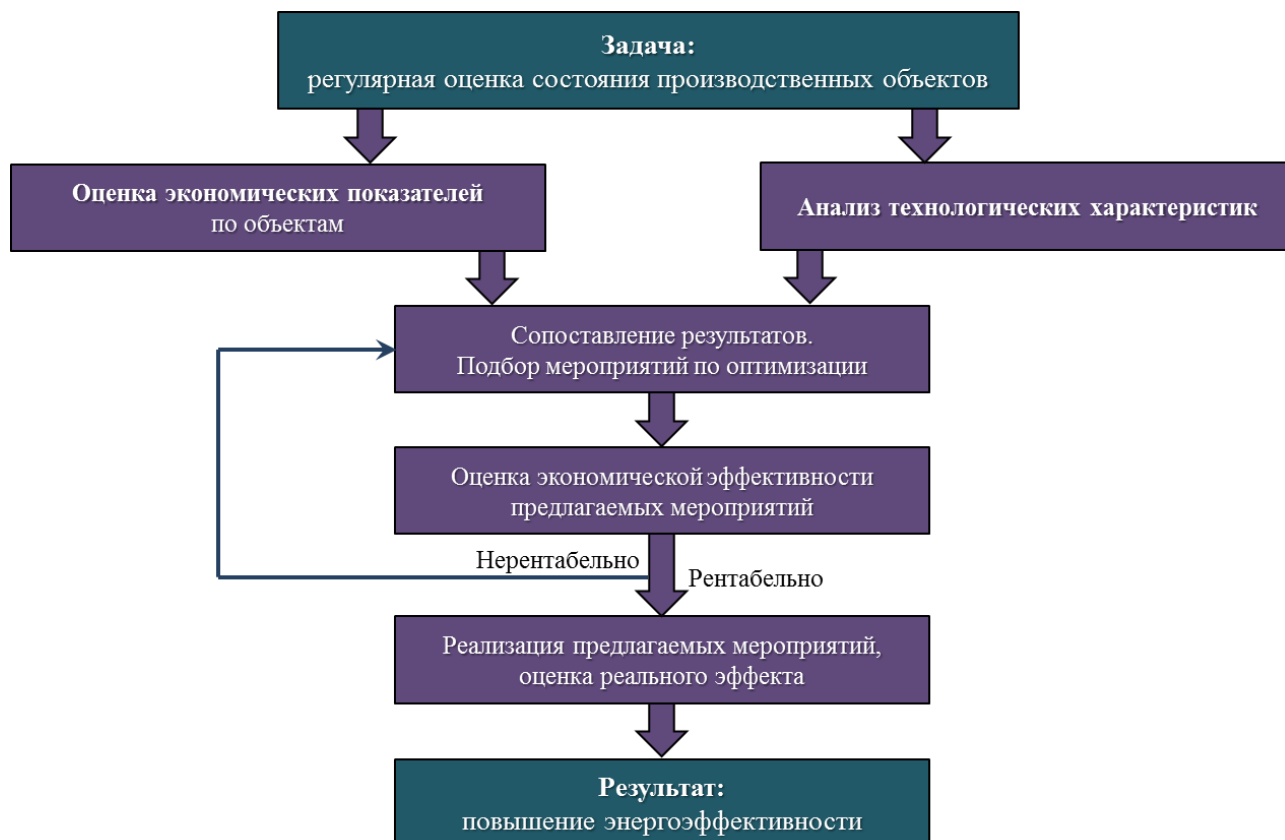 Задача:
регулярная оценка состояния производственных объектов
Оценка экономических показателей
по объектам
Анализ технологических характеристик
Сопоставление результатов.
Подбор мероприятий по оптимизации
Оценка экономической эффективности
предлагаемых мероприятий
Нерентабельно
Рентабельно
Реализация предлагаемых мероприятий,
оценка реального эффекта
Результат:
повышение энергоэффективности